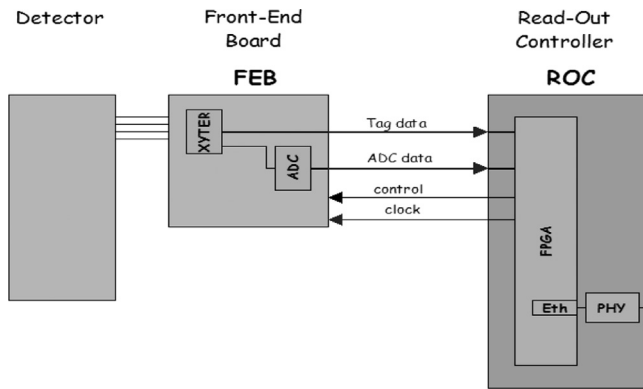 Detector
Front-End
Board
FEB
Read-Out
Controller
ROC
XYTER
ADC
Tag data
ADC data
control
clock
FPGA
Eth
PHY